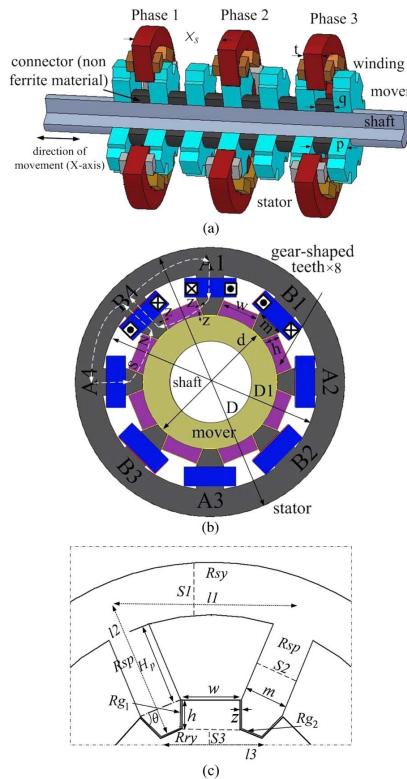 Phase 1
Phase 2
Phase 3
Xs
t
connector (non
ferrite material)
winding
mover
q
shaft
p
direction of
movement (X-axis)
stator
(a)
gear-shaped
teeth×8
A1
B4
B1
z
w
m
h
d
A4
shaft
D1
A2
D
mover
B3
B2
A3
stator
(b)
Rsy
S1
l1
l2
Rsp
Hp
Rsp
S2
w
m
Rg1
θ
h
z
Rg2
Rry
S3
l3
(c)